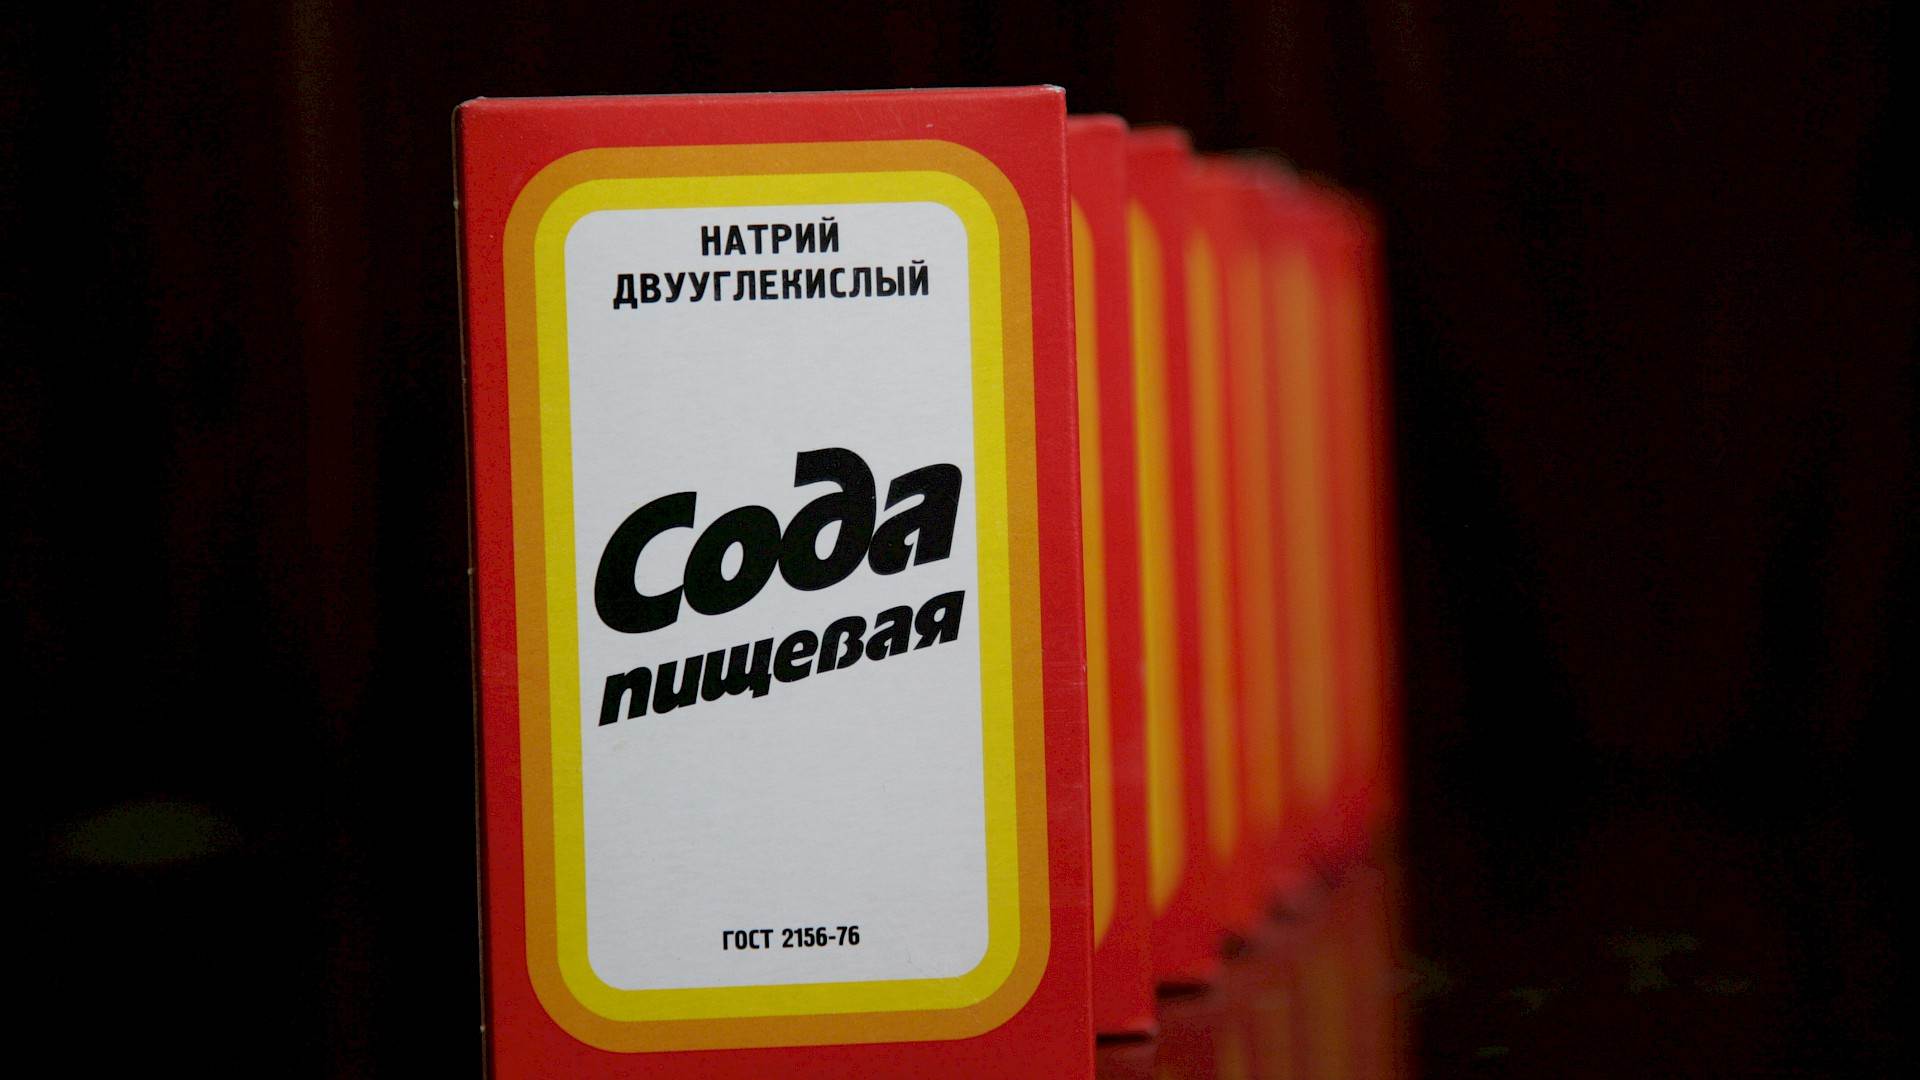 НАТРИЙ
ДВУУГЛЕКИСЛЫЙ
Сода
пищевая
ГОСТ 2156-76